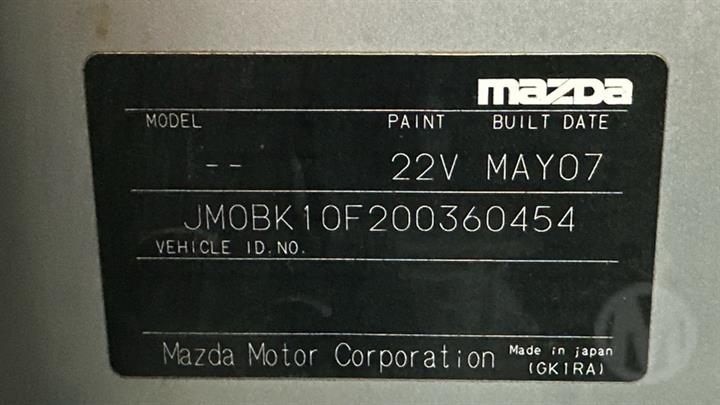 mazda
MODEL PAINT BUILT DATE
-- 22V MAY07
JM0BK10F200360454
VEHICLE ID.NO.
Mazda Motor Corporation Made in japan
(GK1RA)